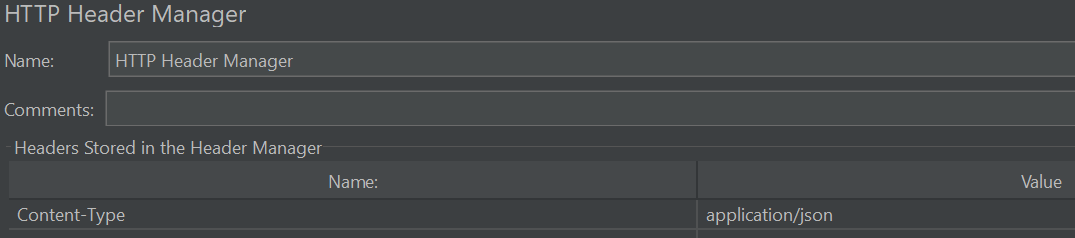 HTTP Header Manager
Name: HTTP Header Manager
Comments:
Headers Stored in the Header Manager
Name: Value
Content-Type application/json